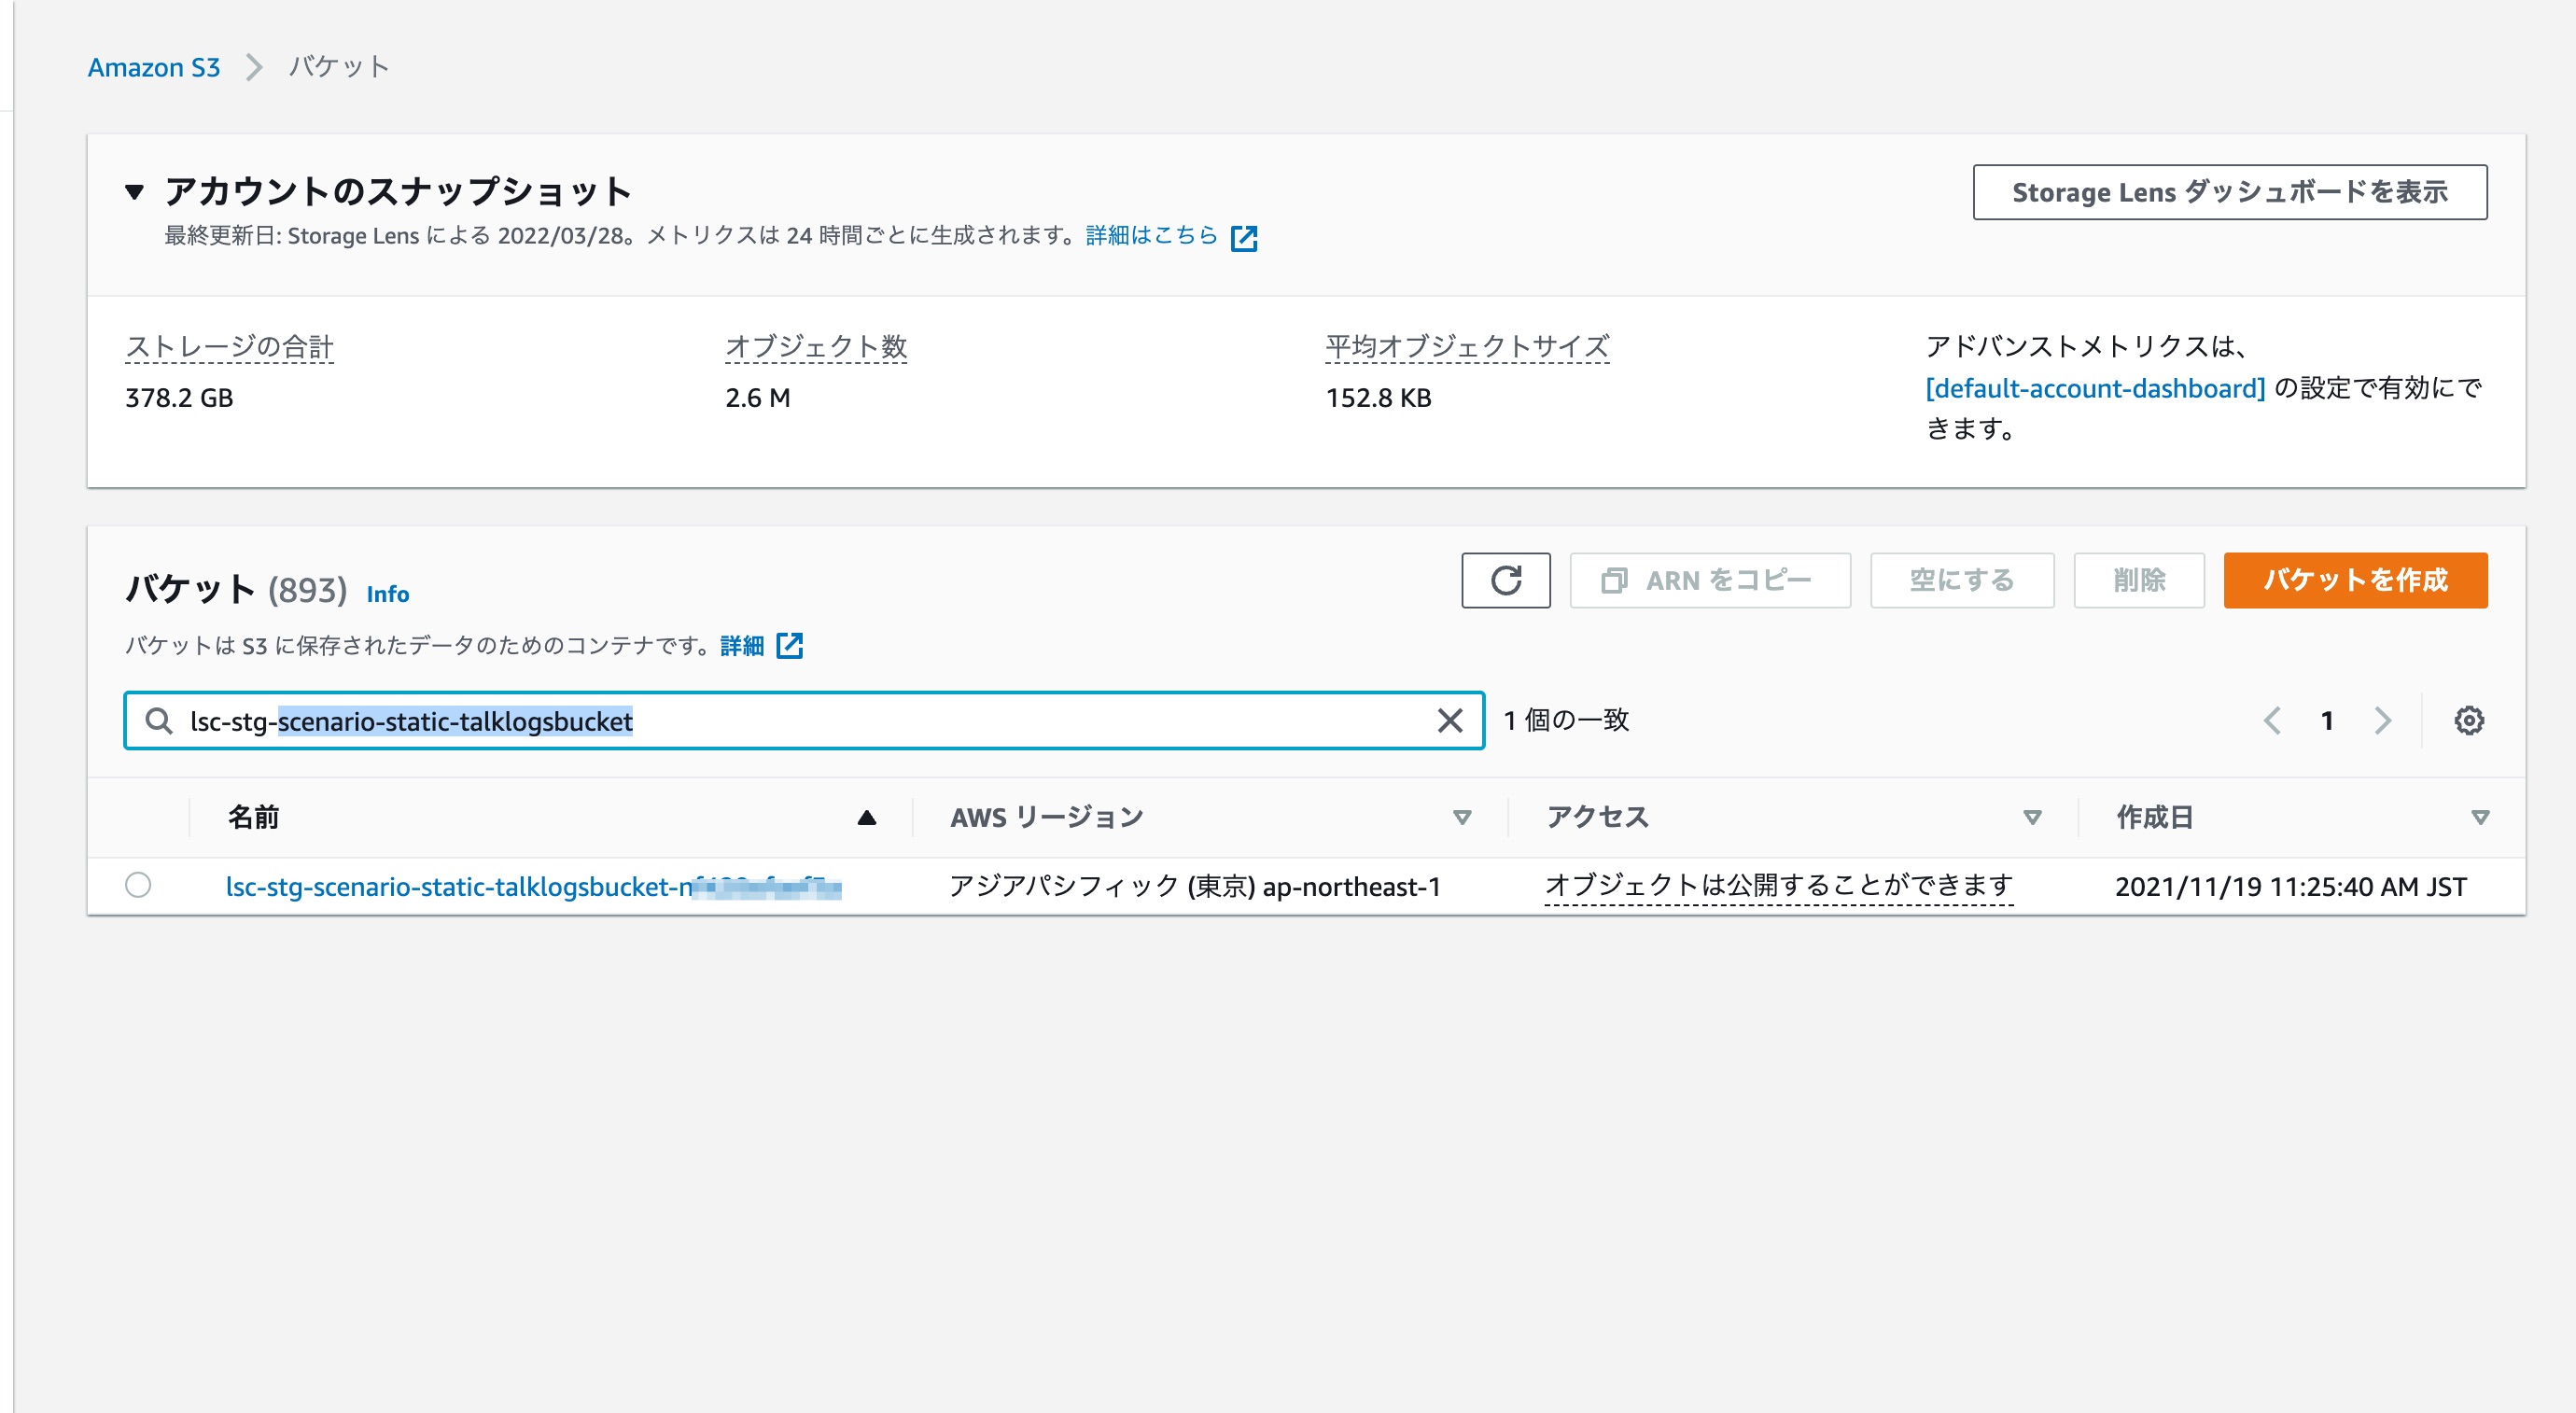 Amazon S3 > バケット
アカウントのスナップショット
Storage Lens ダッシュボードを表示
最終更新日: Storage Lens による 2022/03/28。メトリクスは 24 時間ごとに生成されます。詳細はこちら
ストレージの合計
378.2 GB
オブジェクト数
2.6 M
平均オブジェクトサイズ
152.8 KB
アドバンストメトリクスは、
[default-account-dashboard] の設定で有効にで
きます。
バケット (893) Info
ARN をコピー
空にする
削除
バケットを作成
バケットは S3 に保存されたデータのためのコンテナです。詳細
lsc-stg-scenario-static-talklogsbucket
1 個の一致
1
名前 AWS リージョン アクセス 作成日
lsc-stg-scenario-static-talklogsbucket- アジアパシフィック (東京) ap-northeast-1 オブジェクトは公開することができます 2021/11/19 11:25:40 AM JST